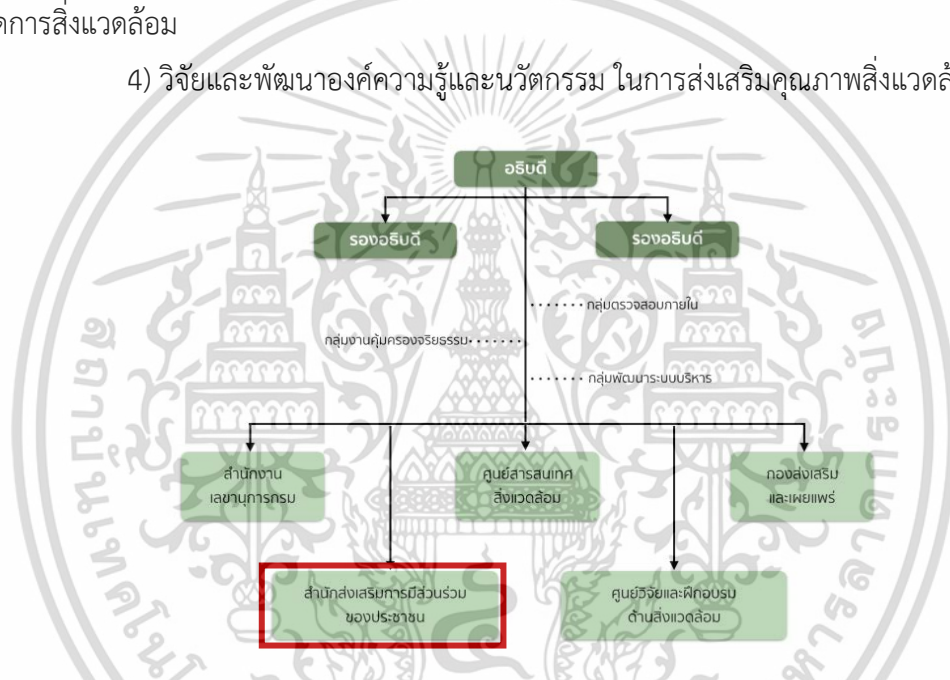 ดการสิ่งแวดล้อม
4) วิจัยและพัฒนาองค์ความรู้และนวัตกรรม ในการส่งเสริมคุณภาพสิ่งแวดล้
อธิบดี
รองอธิบดี
รองอธิบดี
กลุ่มตรวจสอบภายใน
กลุ่มงานคุ้มครองจริยธรรม
กลุ่มพัฒนาระบบบริหาร
สำนักงาน
เลขานุการกรม
ศูนย์สารสนเทศ
สิ่งแวดล้อม
กองส่งเสริม
และเผยแพร่
สำนักส่งเสริมการมีส่วนร่วม
ของประชาชน
ศูนย์วิจัยและฝึกอบรม
ด้านสิ่งแวดล้อม